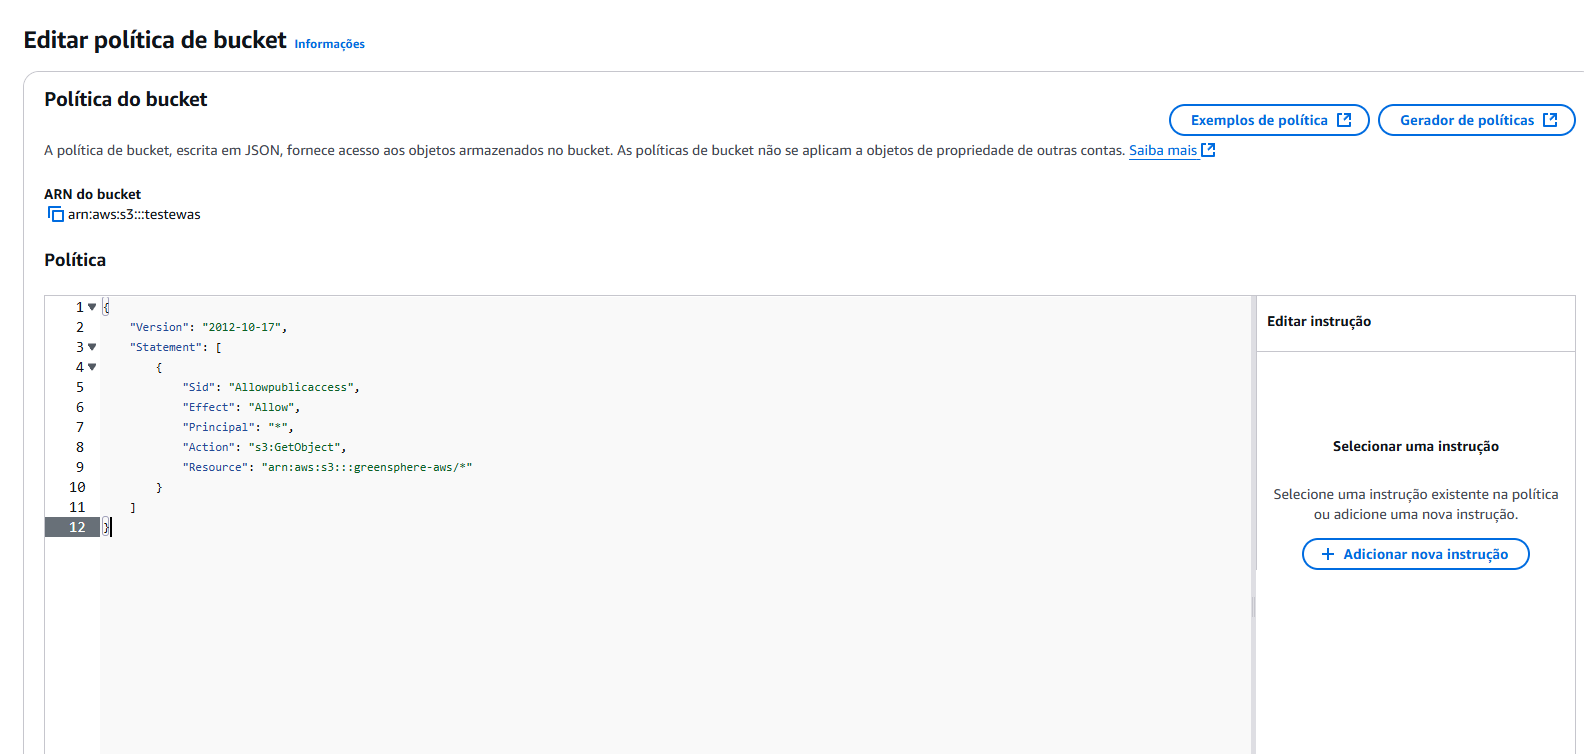 Editar política de bucket Informações
Política do bucket
Exemplos de política
Gerador de políticas
A política de bucket, escrita em JSON, fornece acesso aos objetos armazenados no bucket. As políticas de bucket não se aplicam a objetos de propriedade de outras contas. Saiba mais
ARN do bucket
arn:aws:s3:::testewas
Política
1 {
2 "Version": "2012-10-17",
3 "Statement": [
4 {
5 "Sid": "Allowpublicaccess",
6 "Effect": "Allow",
7 "Principal": "*",
8 "Action": "s3:GetObject",
9 "Resource": "arn:aws:s3:::greensphere-aws/*"
10 }
11 ]
12 }
Editar instrução
Selecionar uma instrução
Selecione uma instrução existente na política
ou adicione uma nova instrução.
+ Adicionar nova instrução